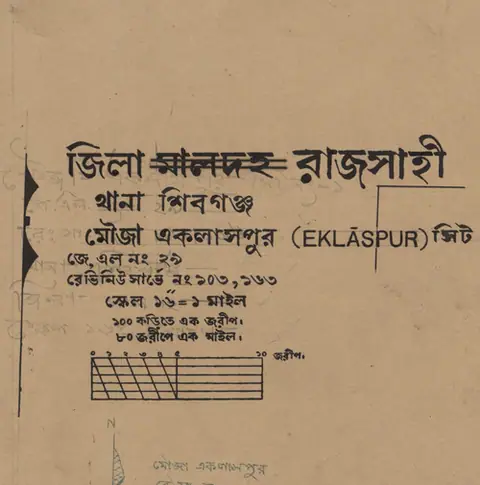 জিলা মালদহ রাজসাহী
থানা শিবগঞ্জ
মৌজা একলাসপুর (EKLĀSPUR) সিট
জে, এল নং ২৯
রেভিনিউ সার্ভে নং ১০৩, ১৬৩
স্কেল ১৬"=১ মাইল
১০০ কড়িতে এক জরীপ।
৮০ জরীপে এক মাইল।
১০ জরীপ।
N
মৌজা একলাসপুর